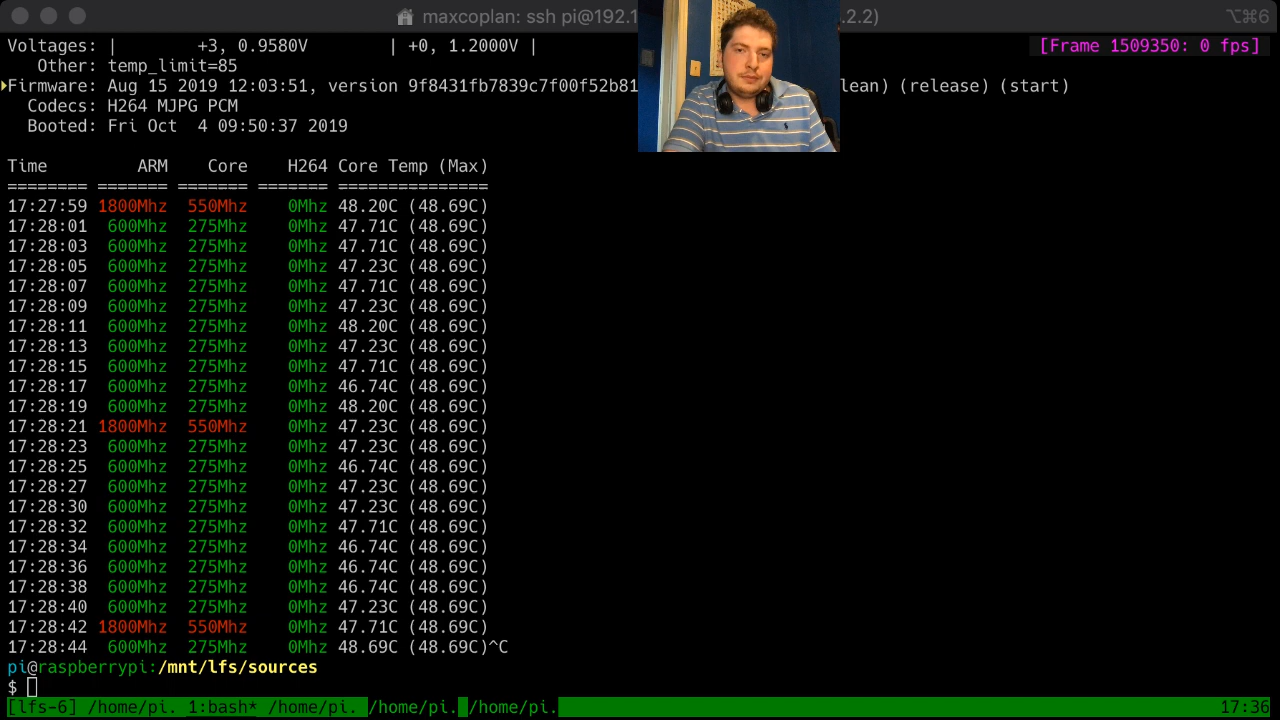 maxcoplan: ssh pi@192.1 .2.2) ⌥⌘6
Voltages: | +3, 0.9580V | +0, 1.2000V | [Frame 1509350: 0 fps]
Other: temp_limit=85
Firmware: Aug 15 2019 12:03:51, version 9f8431fb7839c7f00f52b81 lean) (release) (start)
Codecs: H264 MJPG PCM
Booted: Fri Oct 4 09:50:37 2019
Time ARM Core H264 Core Temp (Max)
======== ======= ======= ======= ===============
17:27:59 1800Mhz 550Mhz 0Mhz 48.20C (48.69C)
17:28:01 600Mhz 275Mhz 0Mhz 47.71C (48.69C)
17:28:03 600Mhz 275Mhz 0Mhz 47.71C (48.69C)
17:28:05 600Mhz 275Mhz 0Mhz 47.23C (48.69C)
17:28:07 600Mhz 275Mhz 0Mhz 47.71C (48.69C)
17:28:09 600Mhz 275Mhz 0Mhz 47.23C (48.69C)
17:28:11 600Mhz 275Mhz 0Mhz 48.20C (48.69C)
17:28:13 600Mhz 275Mhz 0Mhz 47.23C (48.69C)
17:28:15 600Mhz 275Mhz 0Mhz 47.71C (48.69C)
17:28:17 600Mhz 275Mhz 0Mhz 46.74C (48.69C)
17:28:19 600Mhz 275Mhz 0Mhz 48.20C (48.69C)
17:28:21 1800Mhz 550Mhz 0Mhz 47.23C (48.69C)
17:28:23 600Mhz 275Mhz 0Mhz 47.23C (48.69C)
17:28:25 600Mhz 275Mhz 0Mhz 46.74C (48.69C)
17:28:27 600Mhz 275Mhz 0Mhz 47.23C (48.69C)
17:28:30 600Mhz 275Mhz 0Mhz 47.23C (48.69C)
17:28:32 600Mhz 275Mhz 0Mhz 47.71C (48.69C)
17:28:34 600Mhz 275Mhz 0Mhz 46.74C (48.69C)
17:28:36 600Mhz 275Mhz 0Mhz 46.74C (48.69C)
17:28:38 600Mhz 275Mhz 0Mhz 46.74C (48.69C)
17:28:40 600Mhz 275Mhz 0Mhz 47.23C (48.69C)
17:28:42 1800Mhz 550Mhz 0Mhz 47.71C (48.69C)
17:28:44 600Mhz 275Mhz 0Mhz 48.69C (48.69C)^C
pi@raspberrypi:/mnt/lfs/sources
$
[lfs-6] /home/pi. 1:bash* /home/pi. /home/pi. /home/pi. 17:36